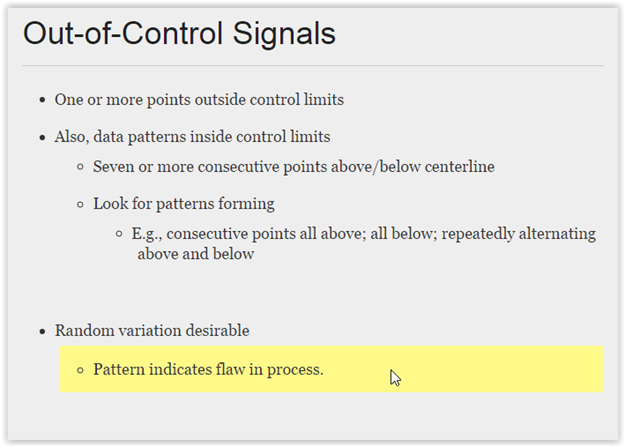 Out-of-Control Signals
One or more points outside control limits
Also, data patterns inside control limits
Seven or more consecutive points above/below centerline
Look for patterns forming
E.g., consecutive points all above; all below; repeatedly alternating
above and below
Random variation desirable
Pattern indicates flaw in process.